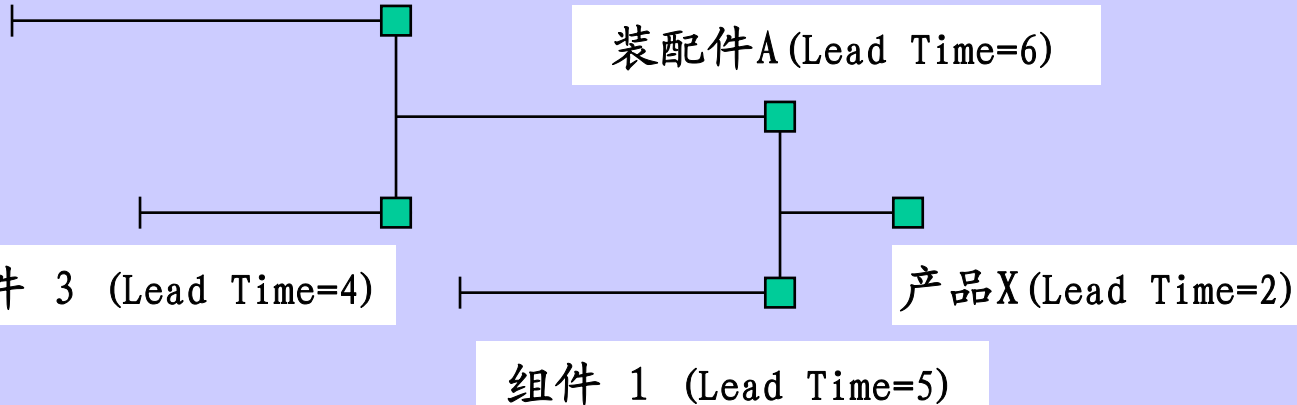 装配件A(Lead Time=6)
件 3 (Lead Time=4)
产品X(Lead Time=2)
组件 1 (Lead Time=5)